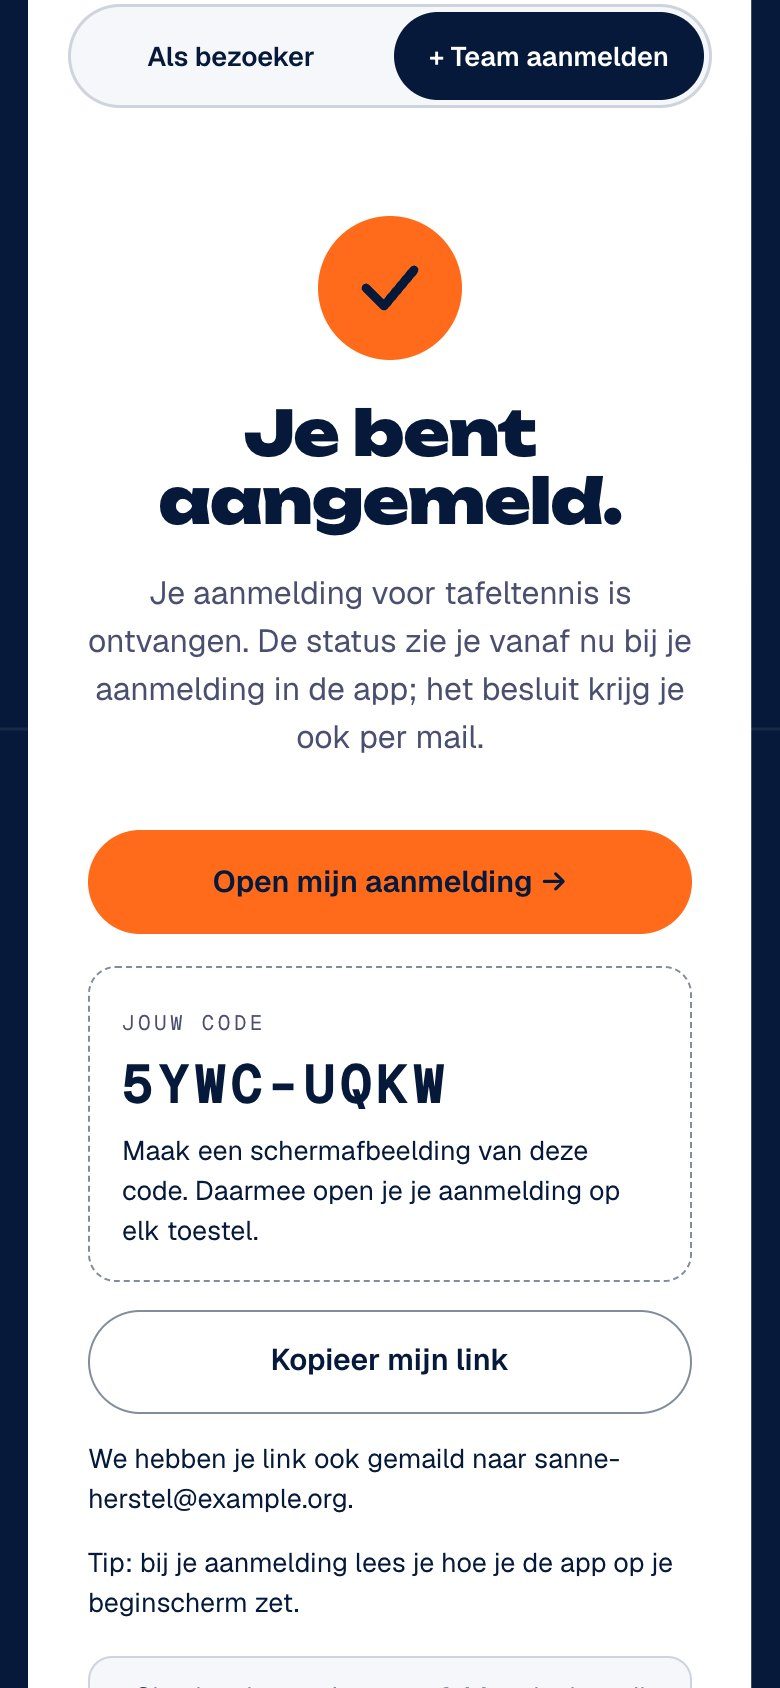 Als bezoeker
+ Team aanmelden
Je bent
aangemeld.
Je aanmelding voor tafeltennis is
ontvangen. De status zie je vanaf nu bij je
aanmelding in de app; het besluit krijg je
ook per mail.
Open mijn aanmelding →
JOUW CODE
5YWC-UQKW
Maak een schermafbeelding van deze
code. Daarmee open je je aanmelding op
elk toestel.
Kopieer mijn link
We hebben je link ook gemaild naar sanne-
herstel@example.org.
Tip: bij je aanmelding lees je hoe je de app op je
beginscherm zet.